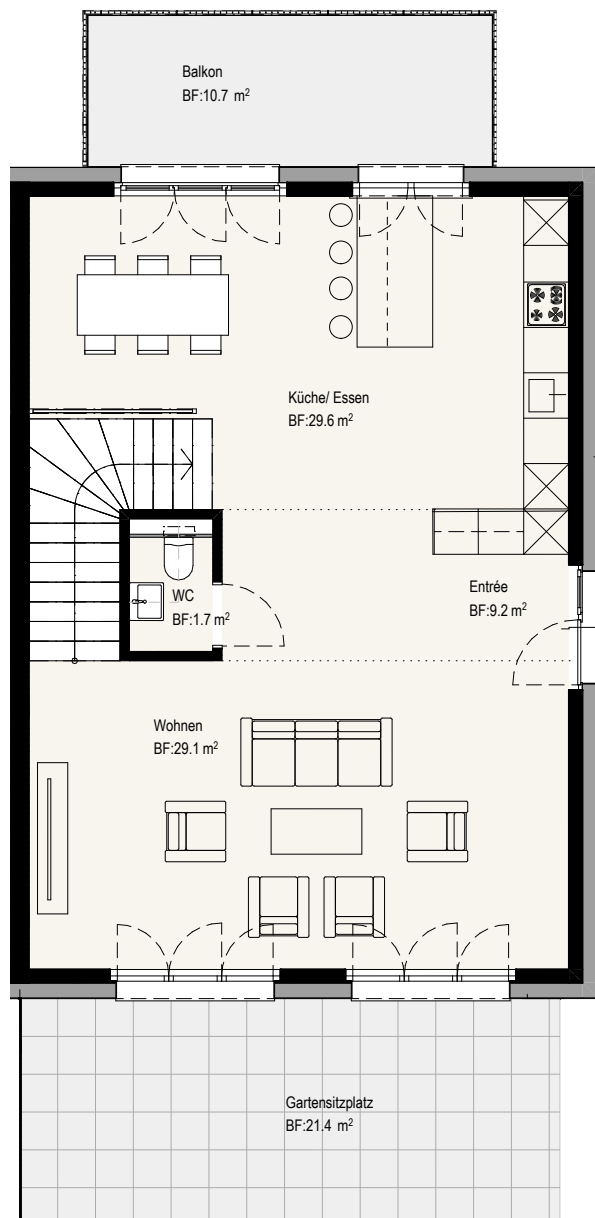 Balkon
BF:10.7 m²
Küche/ Essen
BF:29.6 m²
Entrée
BF:9.2 m²
WC
BF:1.7 m²
Wohnen
BF:29.1 m²
Gartensitzplatz
BF:21.4 m²